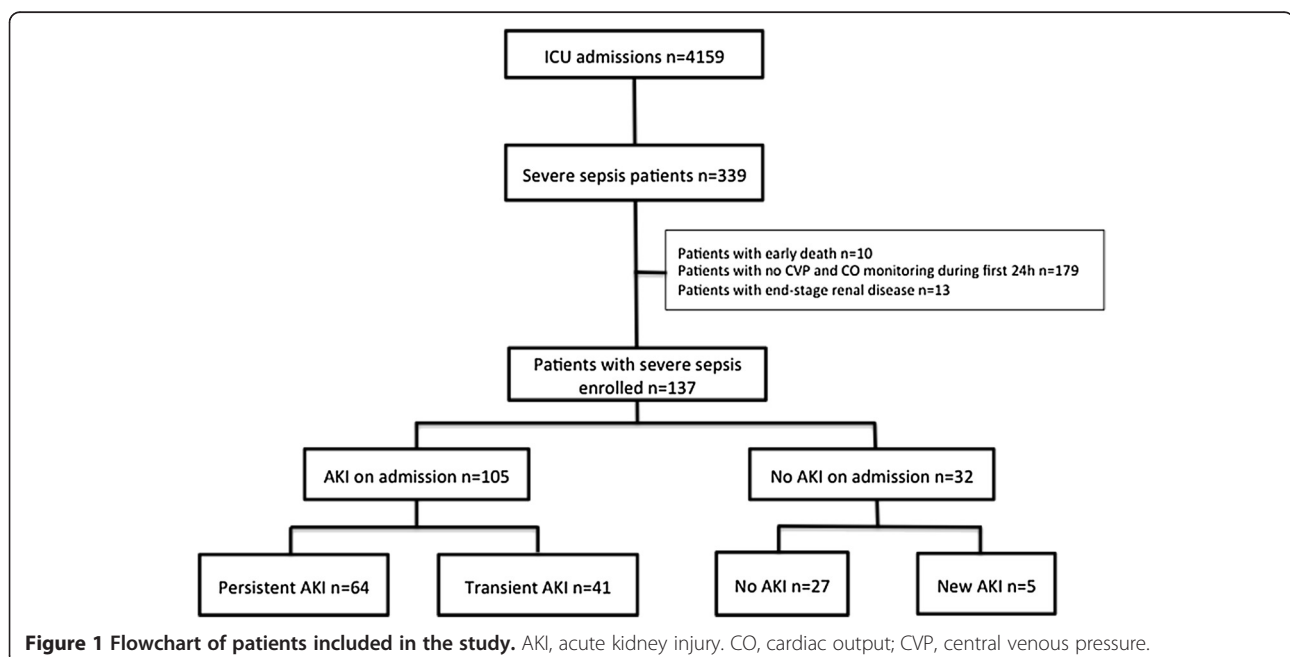 ICU admissions n=4159
Severe sepsis patients n=339
Patients with early death n=10
Patients with no CVP and CO monitoring during first 24h n=179
Patients with end-stage renal disease n=13
Patients with severe sepsis
enrolled n=137
AKI on admission n=105
No AKI on admission n=32
Persistent AKI n=64
Transient AKI n=41
No AKI n=27
New AKI n=5
Figure 1 Flowchart of patients included in the study. AKI, acute kidney injury. CO, cardiac output; CVP, central venous pressure.